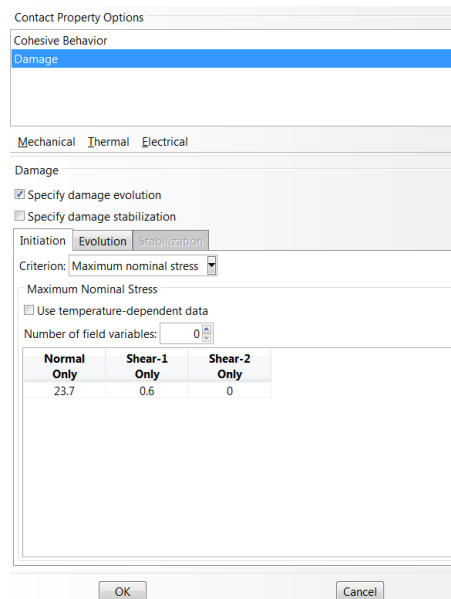 Contact Property Options
Cohesive Behavior
Damage
Mechanical Thermal Electrical
Damage
Specify damage evolution
Specify damage stabilization
Initiation Evolution Stabilization
Criterion: Maximum nominal stress
Maximum Nominal Stress
Use temperature-dependent data
Number of field variables: 0
Normal Shear-1 Shear-2
Only Only Only
23.7 0.6 0
OK Cancel